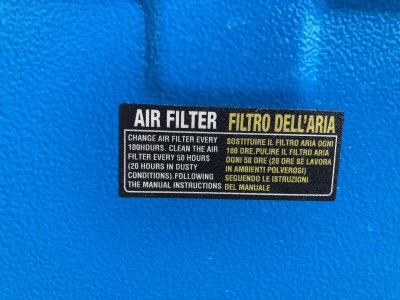 AIR FILTER
CHANGE AIR FILTER EVERY
100HOURS. CLEAN THE AIR
FILTER EVERY 50 HOURS
(20 HOURS IN DUSTY
CONDITIONS).FOLLOWING
THE MANUAL INSTRUCTIONS
FILTRO DELL'ARIA
SOSTITUIRE IL FILTRO ARIA OGNI
100 ORE.PULIRE IL FILTRO ARIA
OGNI 50 ORE (20 ORE SE LAVORA
IN AMBIENTI POLVEROSI)
SEGUENDO LE ISTRUZIONI
DEL MANUALE